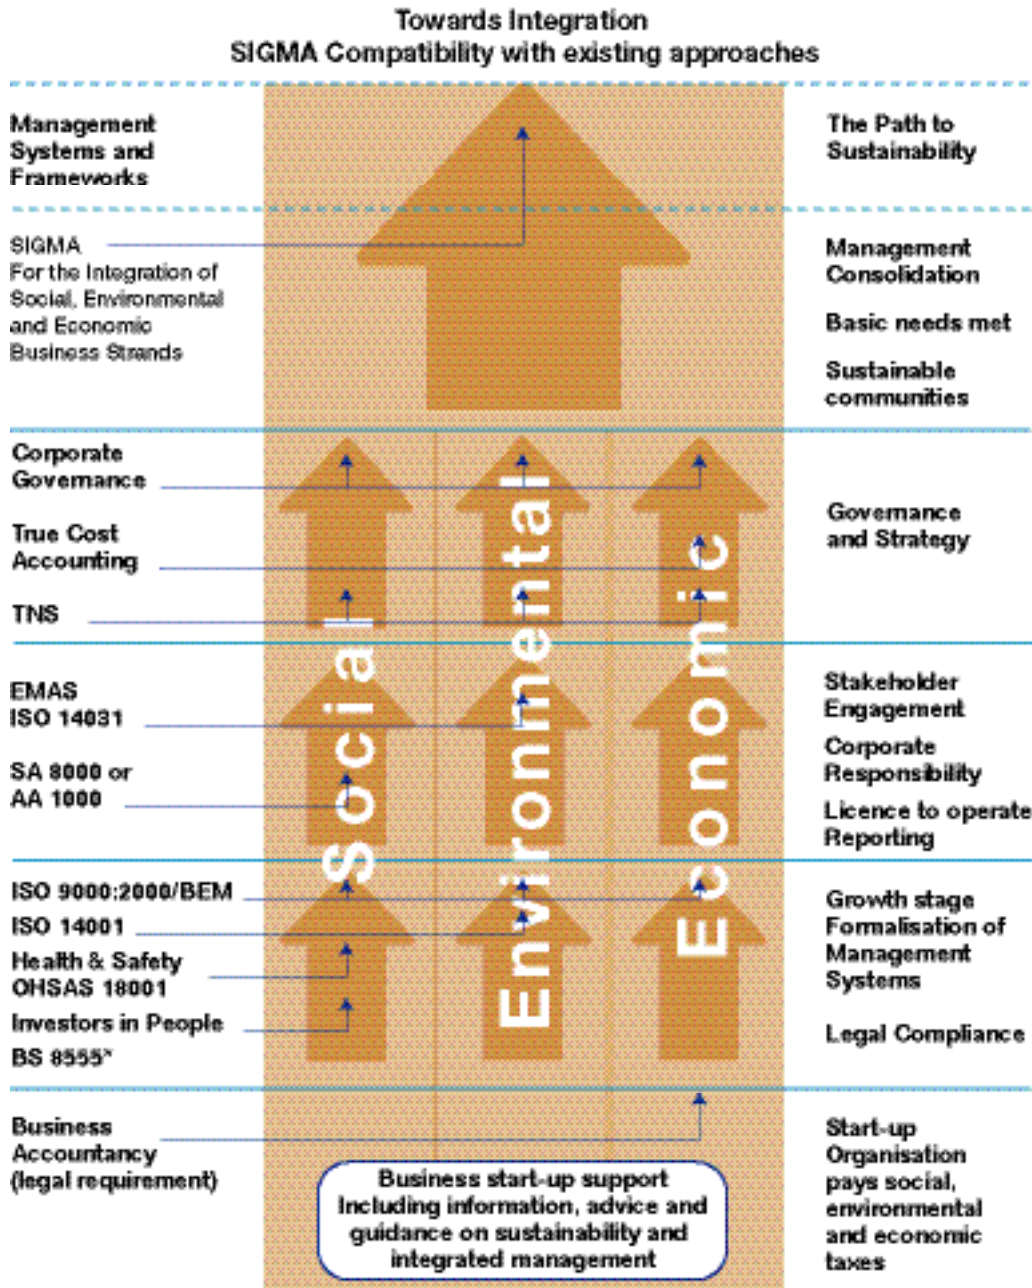 Towards Integration
SIGMA Compatibility with existing approaches
Management
Systems and
Frameworks
The Path to
Sustainability
SIGMA
For the Integration of
Social, Environmental
and Economic
Business Strands
Management
Consolidation
Basic needs met
Sustainable
communities
Corporate
Governance
True Cost
Accounting
TNS
Governance
and Strategy
EMAS
ISO 14031
SA 8000 or
AA 1000
Stakeholder
Engagement
Corporate
Responsibility
Licence to operate
Reporting
Social
Environmental
Economic
ISO 9000:2000/BEM
ISO 14001
Health & Safety
OHSAS 18001
Investors in People
BS 8555*
Growth stage
Formalisation of
Management
Systems
Legal Compliance
Business
Accountancy
(legal requirement)
Business start-up support
Including information, advice and
guidance on sustainability and
integrated management
Start-up
Organisation
pays social,
environmental
and economic
taxes